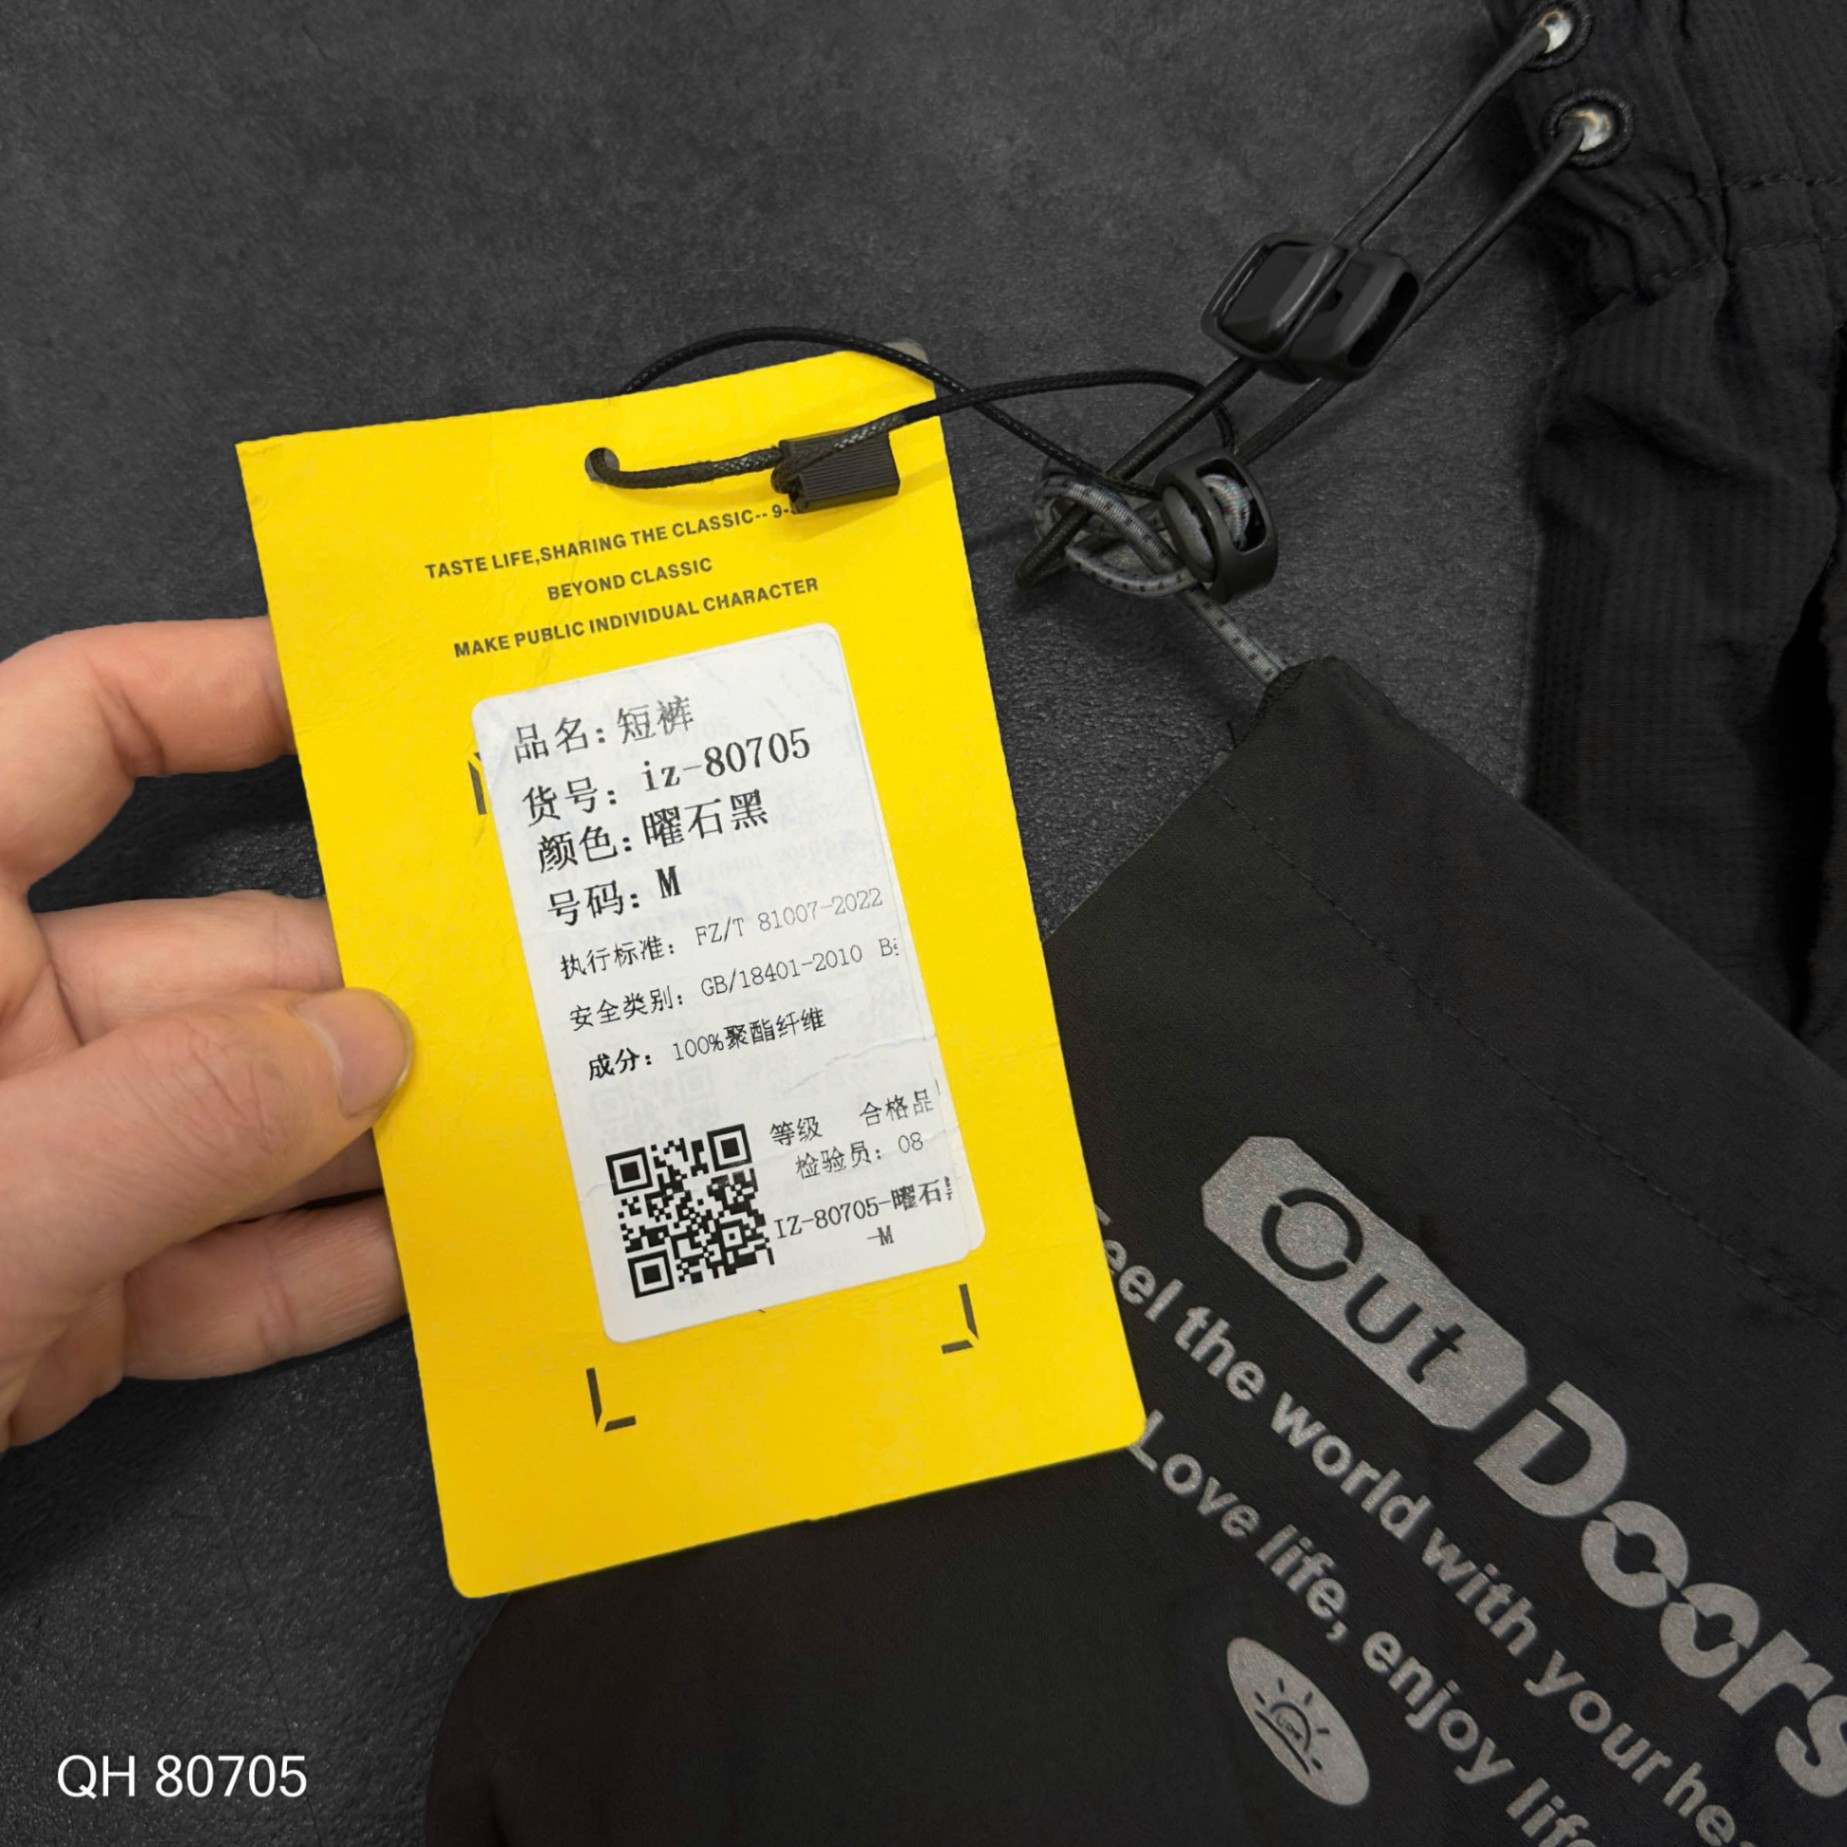 TASTE LIFE,SHARING THE CLASSIC-- 9-
BEYOND CLASSIC
MAKE PUBLIC INDIVIDUAL CHARACTER
品名:短裤
货号: iz-80705
颜色:曜石黑
号码: M
执行标准: FZ/T 81007-2022
安全类别: GB/18401-2010 B
成分: 100%聚酯纤维
等级 合格品
检验员: 08
IZ-80705-曜石
-M
Out
Doors
eel the world with your he
Love life, enjoy life
QH 80705